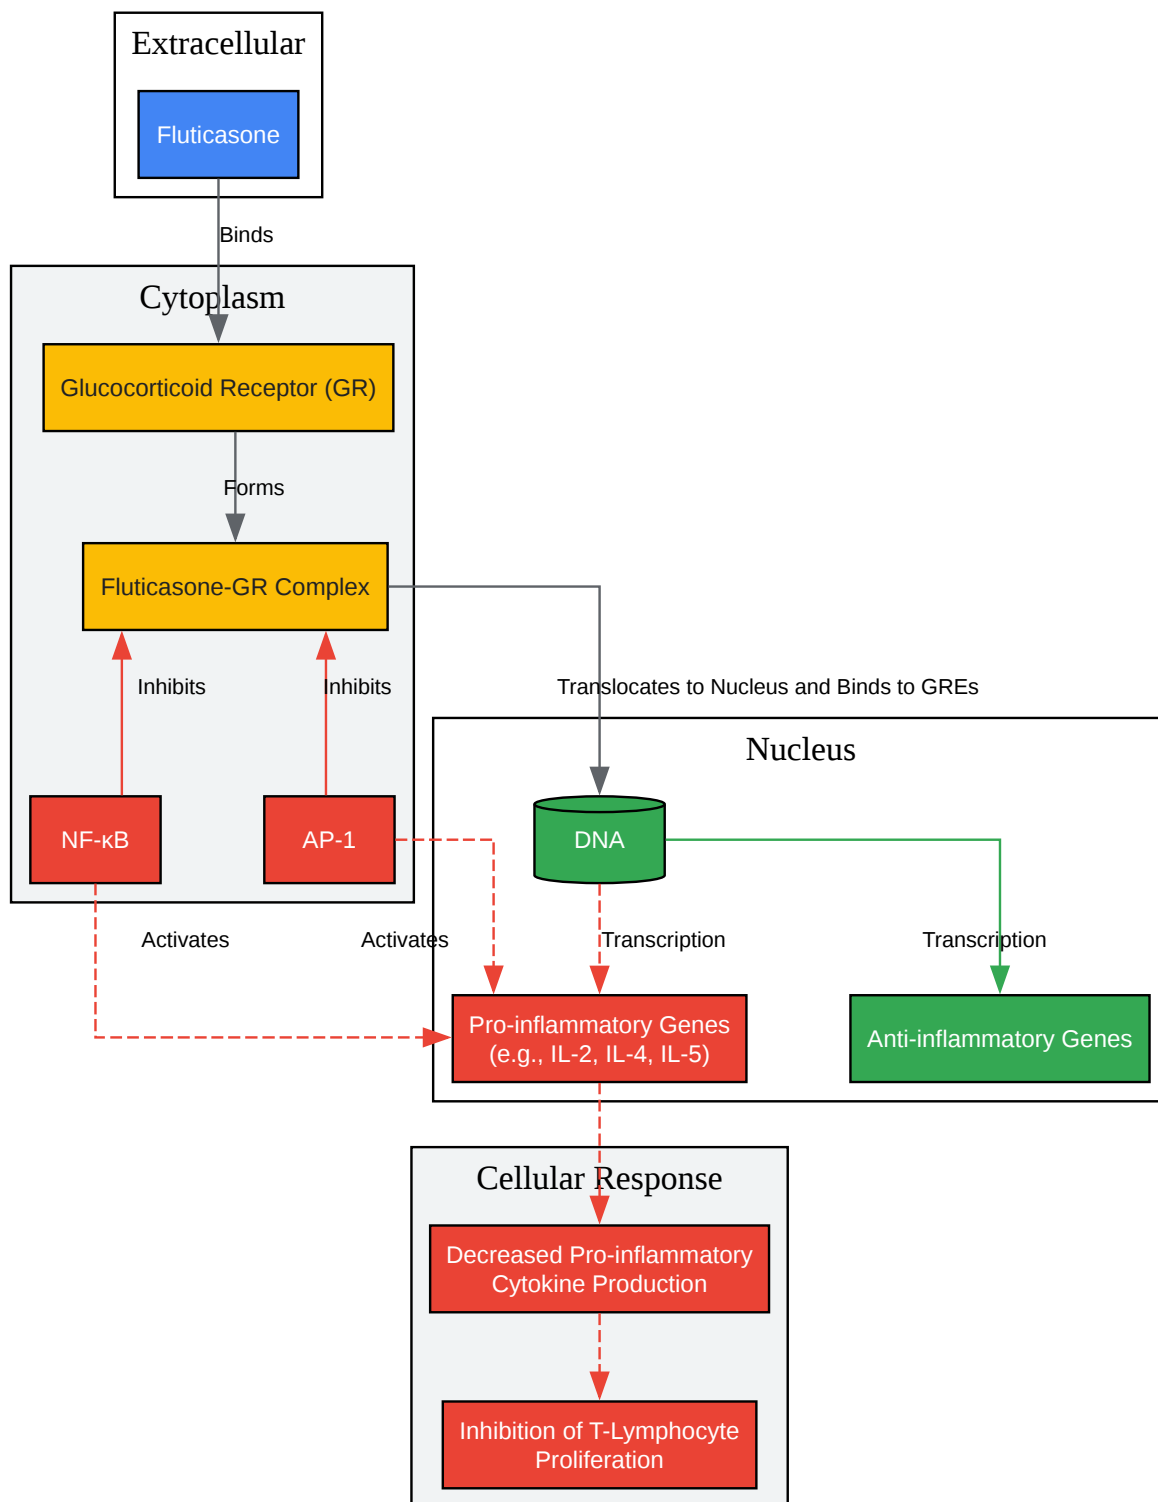 Extracellular
Fluticasone
Binds
Cytoplasm
Glucocorticoid Receptor (GR)
Forms
Fluticasone-GR Complex
Inhibits
Inhibits
Translocates to Nucleus and Binds to GREs
Nucleus
NF-κB
AP-1
DNA
Activates
Activates
Transcription
Transcription
Pro-inflammatory Genes
(e.g., IL-2, IL-4, IL-5)
Anti-inflammatory Genes
Cellular Response
Decreased Pro-inflammatory
Cytokine Production
Inhibition of T-Lymphocyte
Proliferation